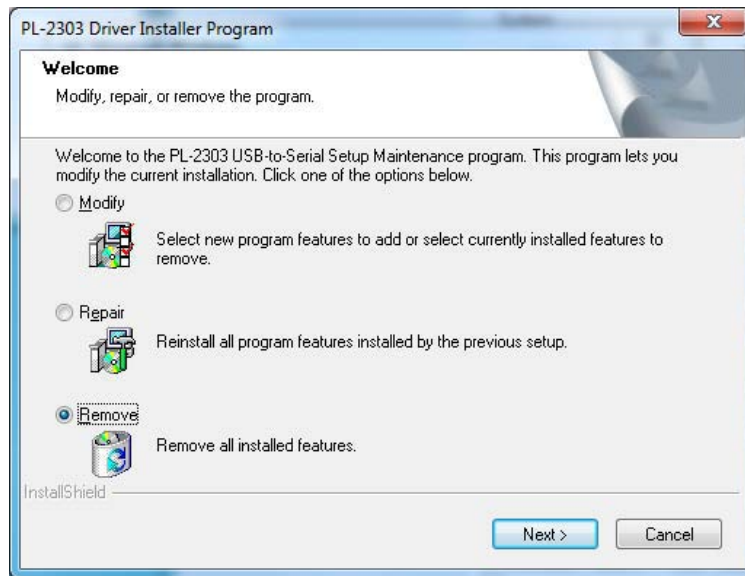 PL-2303 Driver Installer Program
Welcome
Modify, repair, or remove the program.
Welcome to the PL-2303 USB-to-Serial Setup Maintenance program. This program lets you
modify the current installation. Click one of the options below.
Modify
Select new program features to add or select currently installed features to
remove.
Repair
Reinstall all program features installed by the previous setup.
Remove
Remove all installed features.
InstallShield
Next >
Cancel